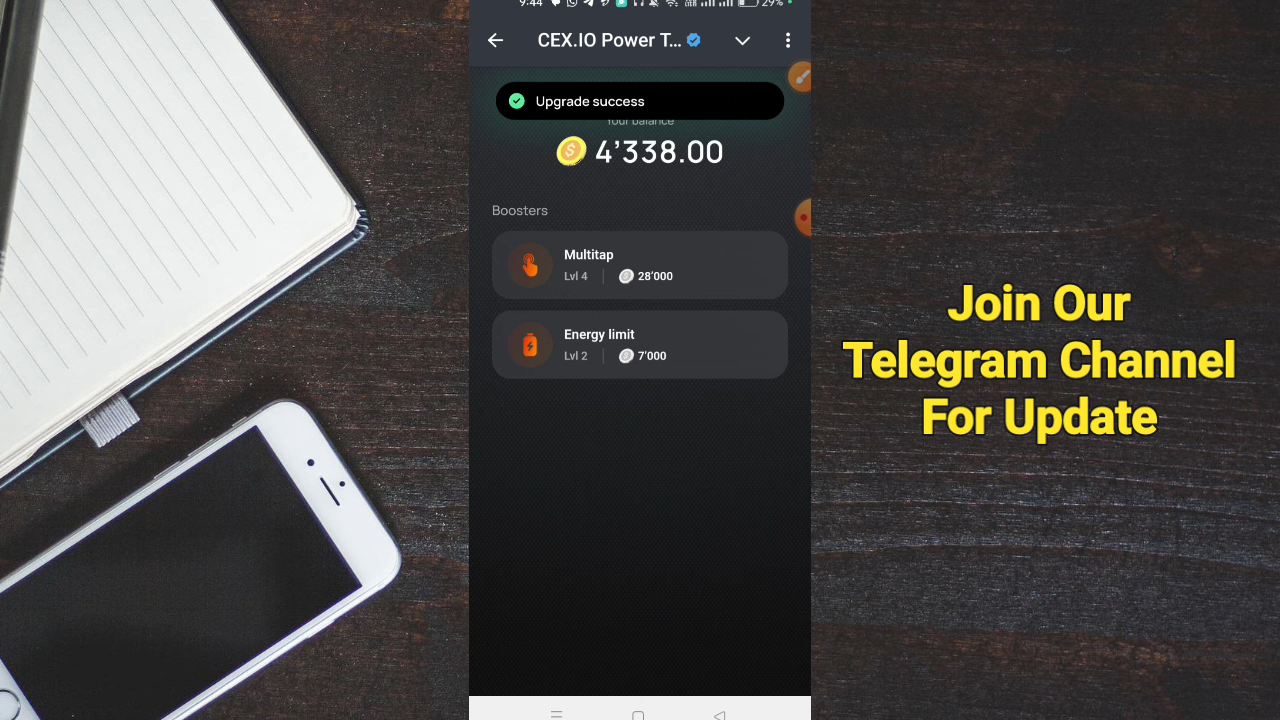 9:44
29%
CEX.IO Power T...
Upgrade success
Your balance
4’338.00
Boosters
Multitap
Lvl 4 28’000
Energy limit
Lvl 2 7’000
Join Our
Telegram Channel
For Update